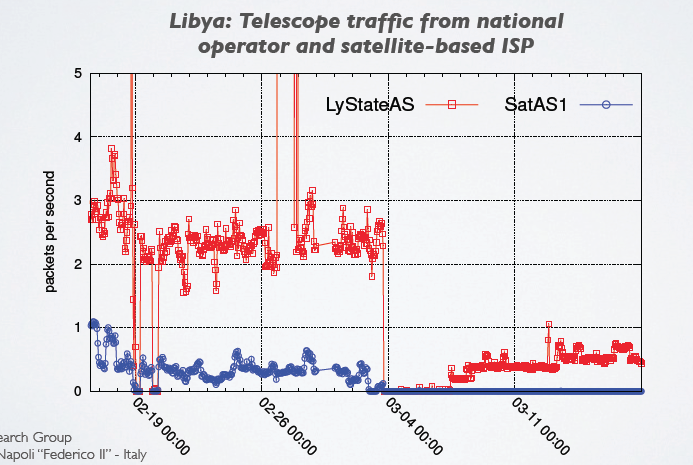 Libya: Telescope traffic from national
operator and satellite-based ISP
5
LyStateAS
SatAS1
4
3
packets per second
2
1
0
02-19 00:00
02-26 00:00
03-04 00:00
03-11 00:00
earch Group
Napoli “Federico II” - Italy